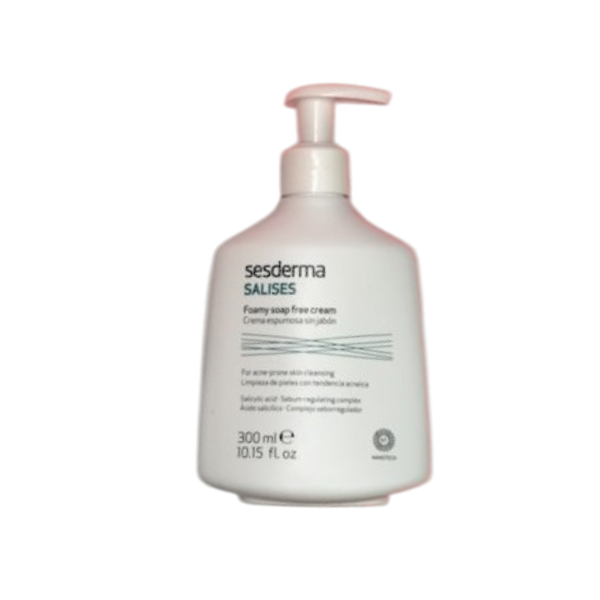 sesderma
SALISES
Foamy soap free cream
Crema espumosa sin jabón
For acne-prone skin cleansing
Limpieza de pieles con tendencia acneica
Salicylic acid · Sebum-regulating complex
Ácido salicílico · Complejo seborregulador
300 ml ℮
10.15 fl. oz
NANOTECH